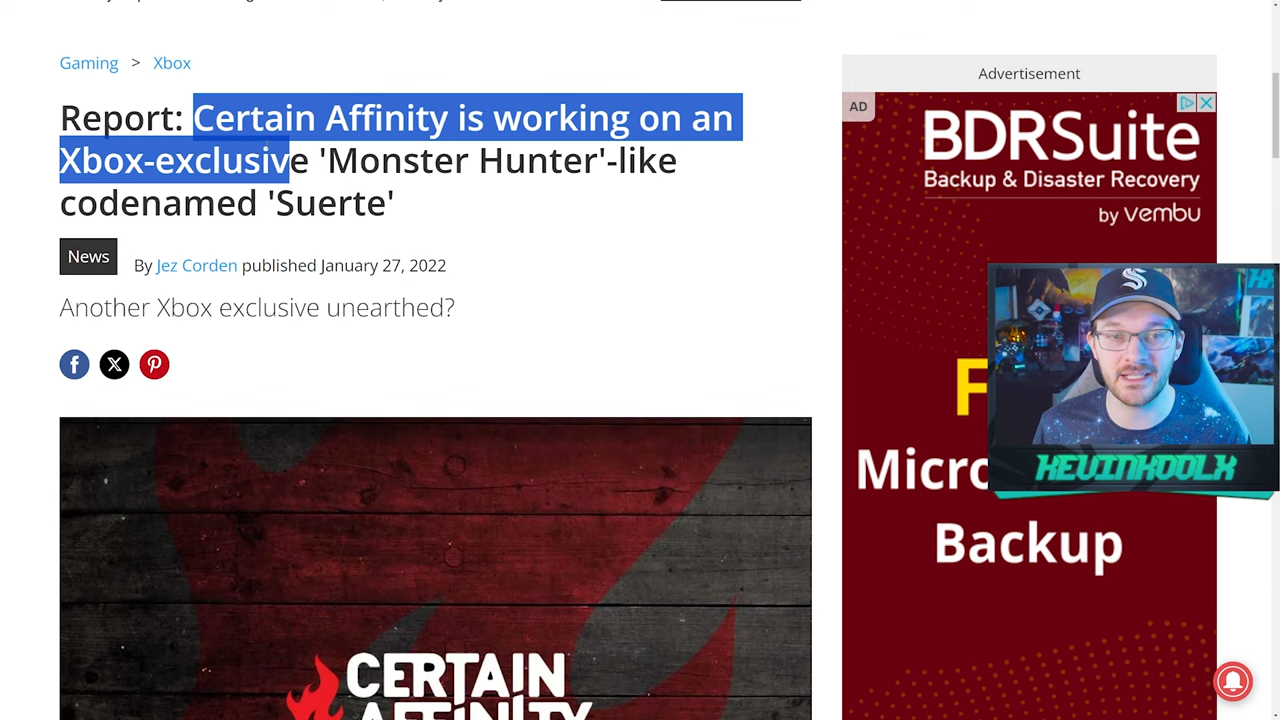 Gaming > Xbox
Report: Certain Affinity is working on an
Xbox-exclusive 'Monster Hunter'-like
codenamed 'Suerte'
News
By Jez Corden published January 27, 2022
Another Xbox exclusive unearthed?
CERTAIN
AFFINITY
Advertisement
AD
BDRSuite
Backup & Disaster Recovery
by vembu
F
Micro
Backup
KEVINKOOLX